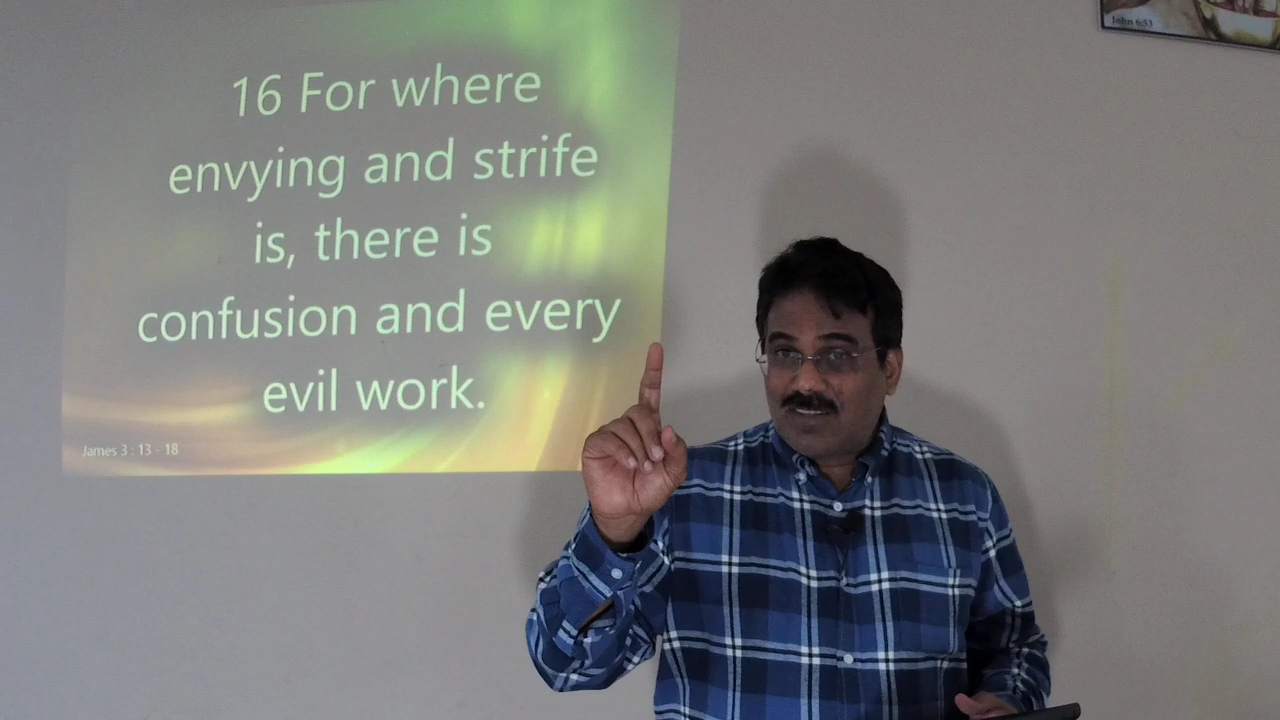 16 For where
envying and strife
is, there is
confusion and every
evil work.
James 3 : 13 - 18
John 6:53